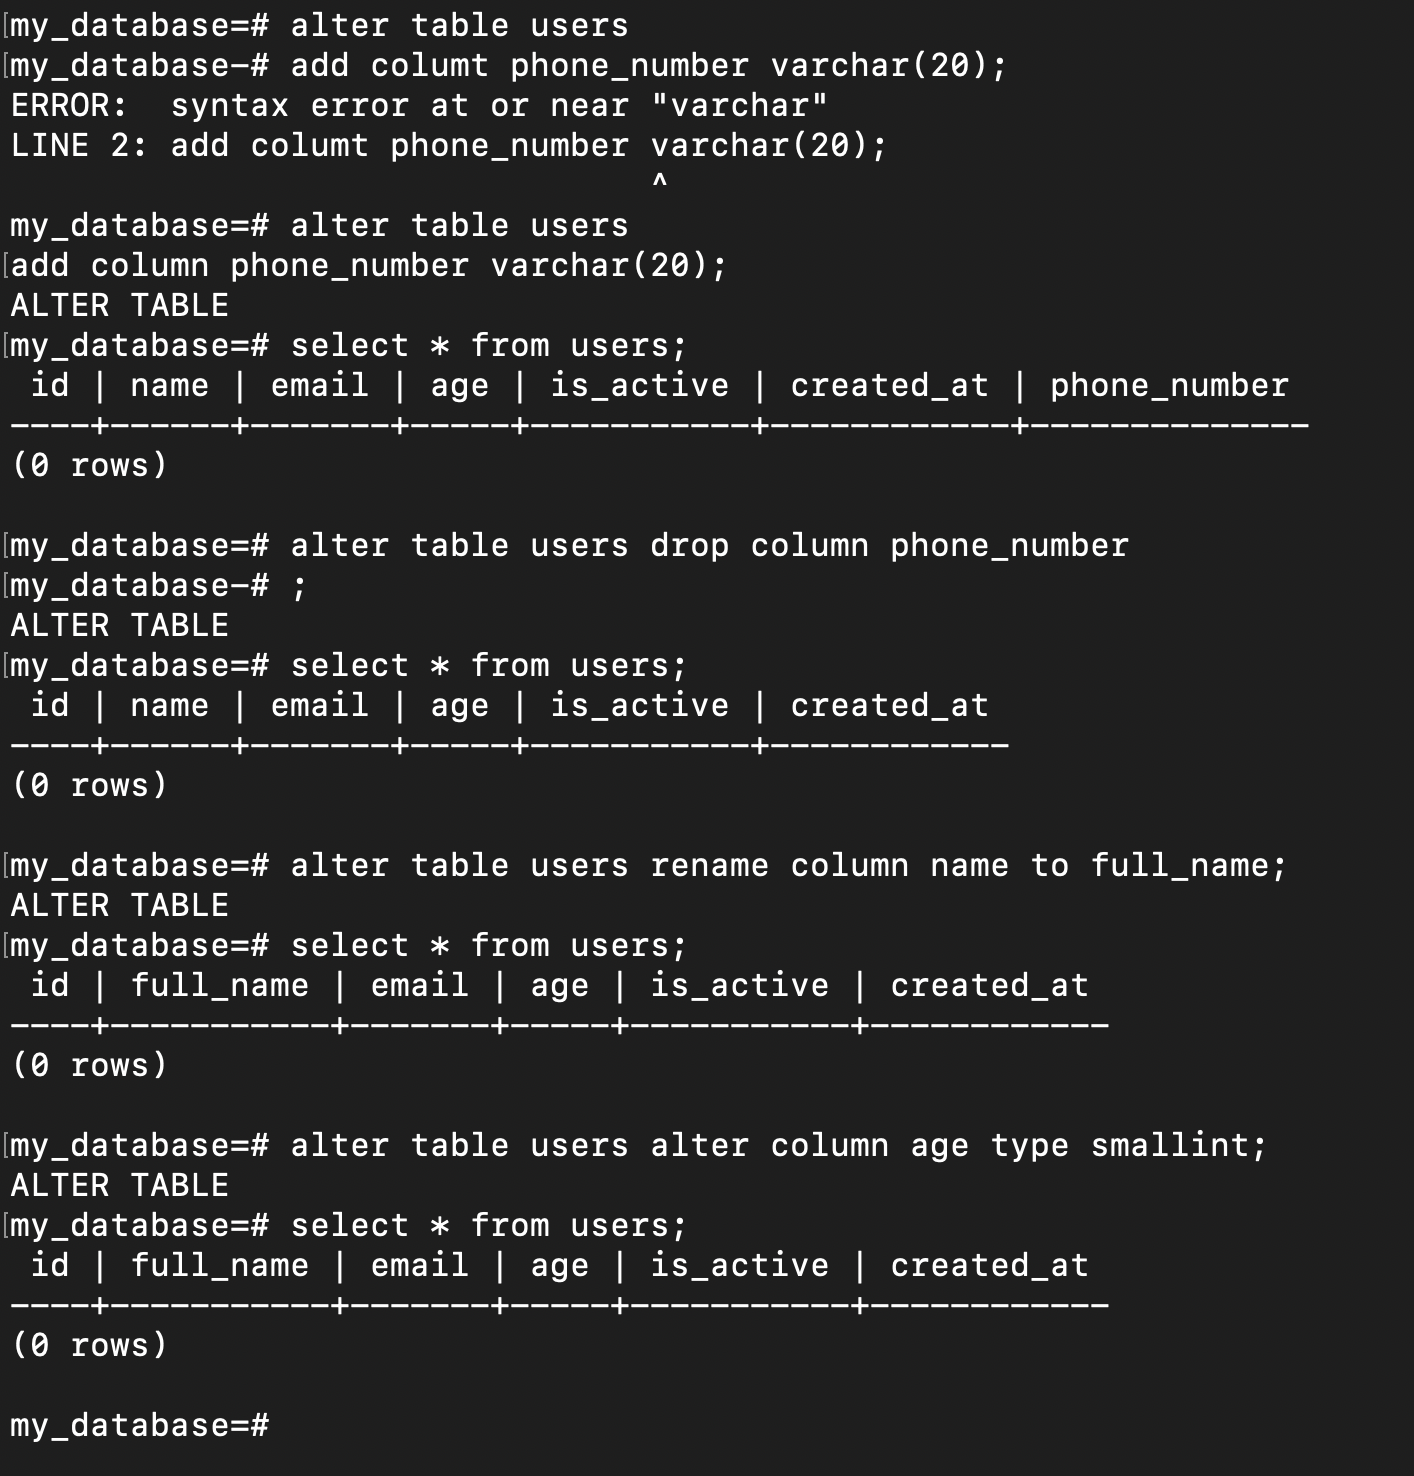 [my_database=# alter table users
[my_database-# add columt phone_number varchar(20);
ERROR:  syntax error at or near "varchar"
LINE 2: add columt phone_number varchar(20);
                                ^
my_database=# alter table users
[add column phone_number varchar(20);
ALTER TABLE
[my_database=# select * from users;
 id | name | email | age | is_active | created_at | phone_number
----+------+-------+-----+-----------+------------+--------------
(0 rows)

[my_database=# alter table users drop column phone_number
[my_database-# ;
ALTER TABLE
[my_database=# select * from users;
 id | name | email | age | is_active | created_at
----+------+-------+-----+-----------+------------
(0 rows)

[my_database=# alter table users rename column name to full_name;
ALTER TABLE
[my_database=# select * from users;
 id | full_name | email | age | is_active | created_at
----+-----------+-------+-----+-----------+------------
(0 rows)

[my_database=# alter table users alter column age type smallint;
ALTER TABLE
[my_database=# select * from users;
 id | full_name | email | age | is_active | created_at
----+-----------+-------+-----+-----------+------------
(0 rows)

my_database=#